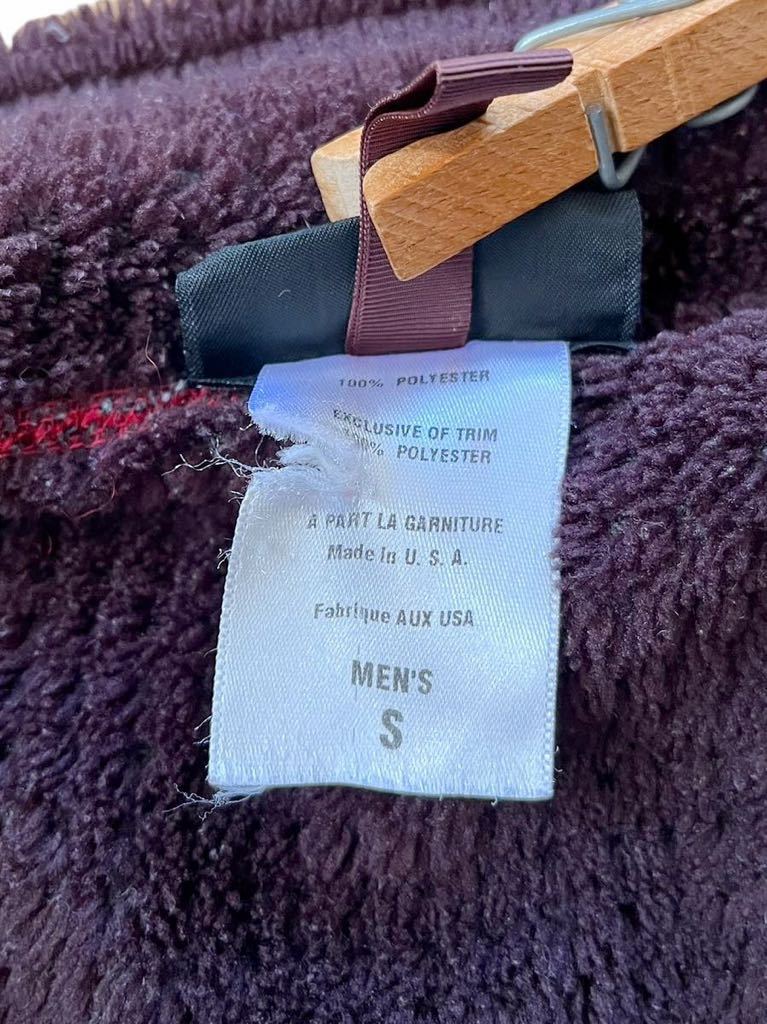 100% POLYESTER
EXCLUSIVE OF TRIM
% POLYESTER
A PART LA GARNITURE
Made In U. S. A.
Fabrique AUX USA
MEN'S
S